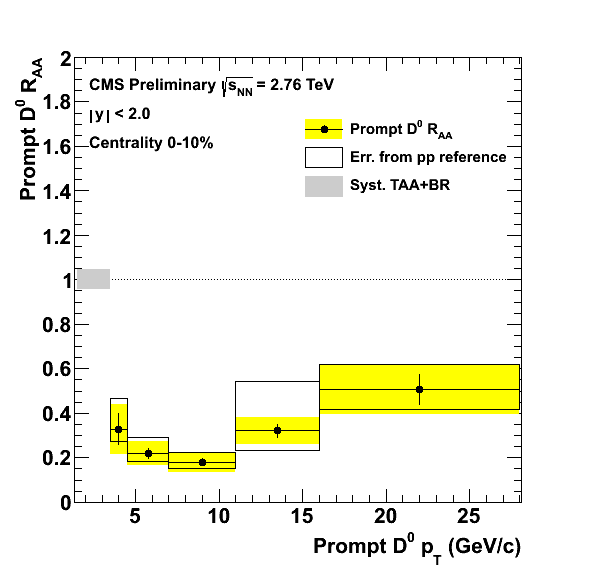 CMS Preliminary √sNN = 2.76 TeV
|y| < 2.0
Centrality 0-10%
Prompt D⁰ RAA
Err. from pp reference
Syst. TAA+BR
Prompt D⁰ RAA
2
1.8
1.6
1.4
1.2
1
0.8
0.6
0.4
0.2
0
5 10 15 20 25
Prompt D⁰ pT (GeV/c)